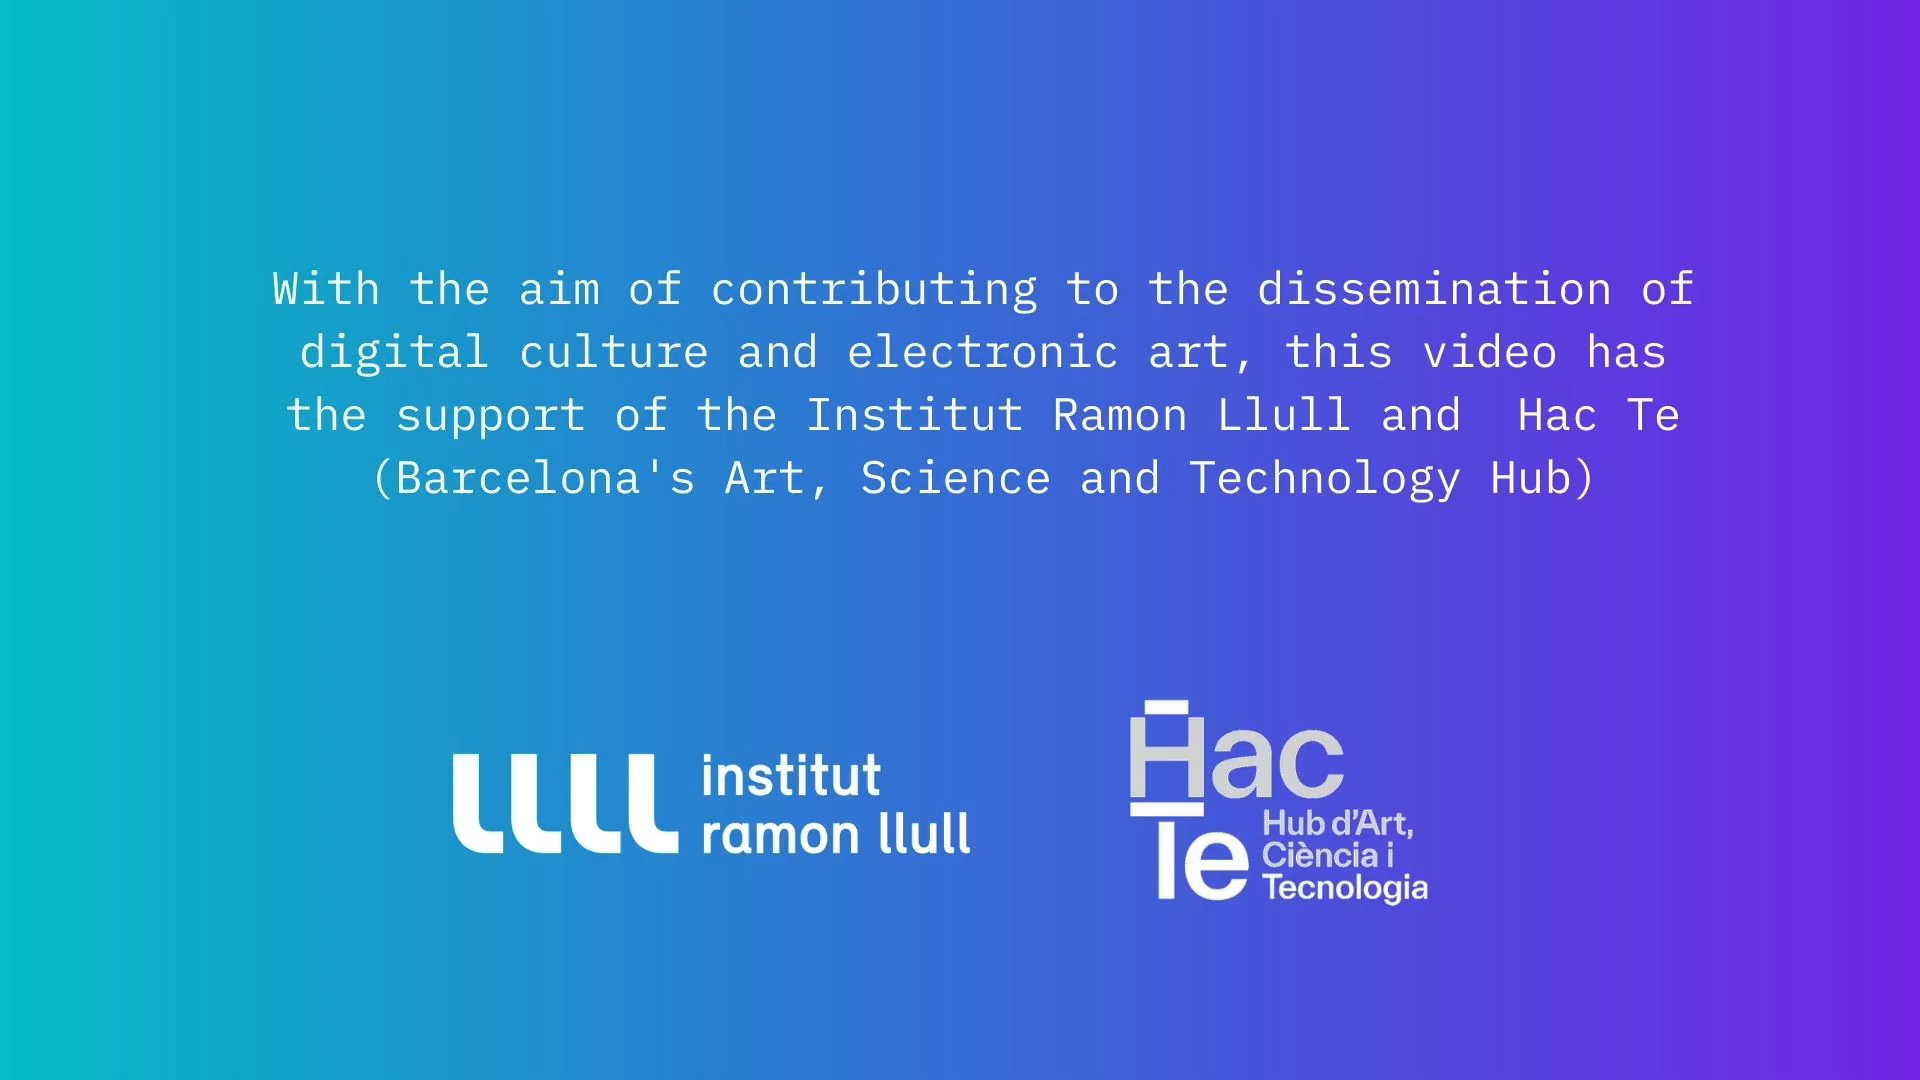 With the aim of contributing to the dissemination of
digital culture and electronic art, this video has
the support of the Institut Ramon Llull and  Hac Te
(Barcelona's Art, Science and Technology Hub)
institut
ramon llull
Hac
Te
Hub d'Art,
Ciència i
Tecnologia